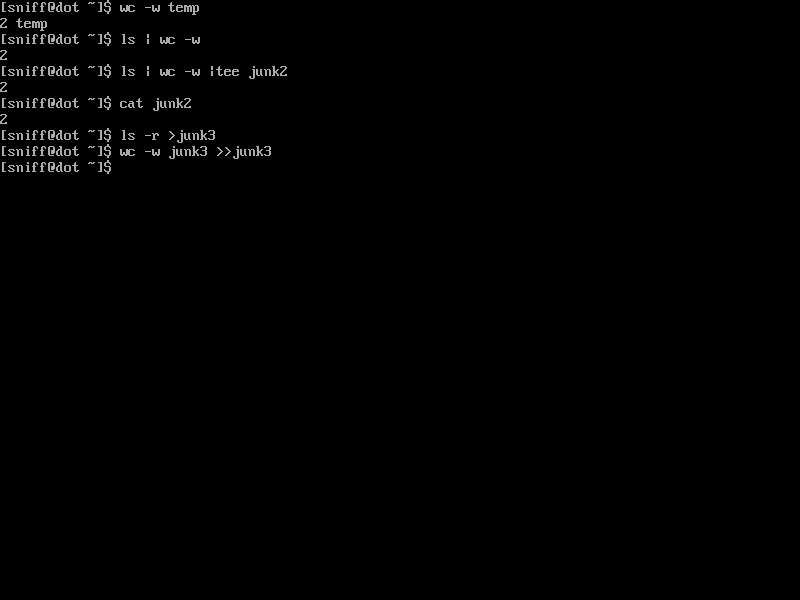 [sniff@dot ~]$ wc -w temp
2 temp
[sniff@dot ~]$ ls | wc -w
2
[sniff@dot ~]$ ls | wc -w |tee junk2
2
[sniff@dot ~]$ cat junk2
2
[sniff@dot ~]$ ls -r >junk3
[sniff@dot ~]$ wc -w junk3 >>junk3
[sniff@dot ~]$